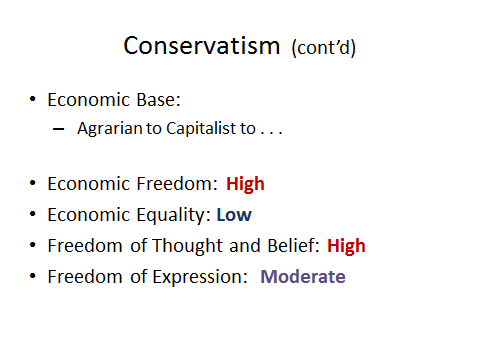 Conservatism (cont’d)
• Economic Base:
– Agrarian to Capitalist to . . .
• Economic Freedom: High
• Economic Equality: Low
• Freedom of Thought and Belief: High
• Freedom of Expression: Moderate